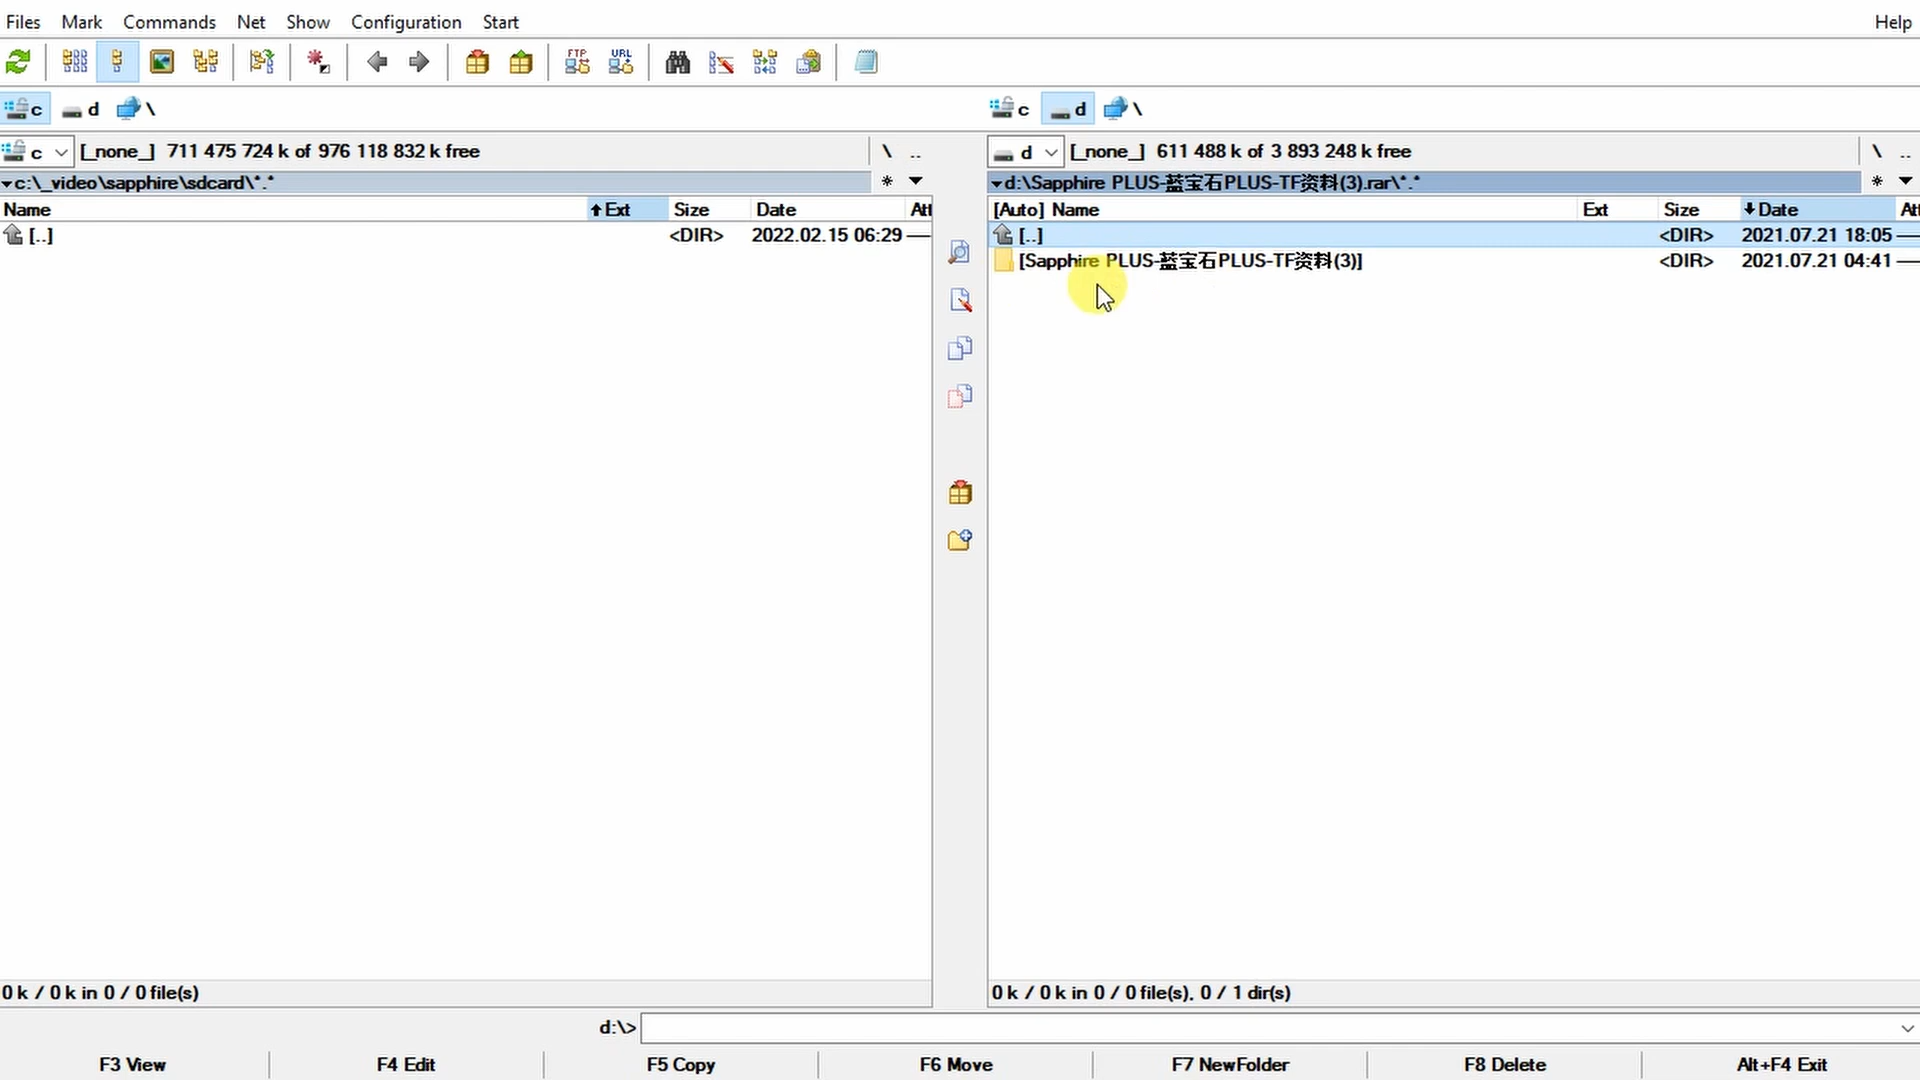 Files Mark Commands Net Show Configuration Start Help
FTP URL
c d \ c d \
c [_none_] 711 475 724 k of 976 118 832 k free \ .. d [_none_] 611 488 k of 3 893 248 k free \ ..
c:\_video\sapphire\sdcard\*.* * d:\Sapphire PLUS-蓝宝石PLUS-TF资料(3).rar\*.* *
Name Ext Size Date Att [Auto] Name Ext Size Date Att
[..] <DIR> 2022.02.15 06:29 — [..] <DIR> 2021.07.21 18:05 —
[Sapphire PLUS-蓝宝石PLUS-TF资料(3)] <DIR> 2021.07.21 04:41 —
0 k / 0 k in 0 / 0 file(s) 0 k / 0 k in 0 / 0 file(s), 0 / 1 dir(s)
d:\>
F3 View F4 Edit F5 Copy F6 Move F7 NewFolder F8 Delete Alt+F4 Exit